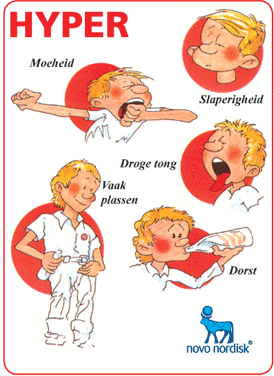 HYPER
Moeheid
Slaperigheid
Droge tong
Vaak
plassen
Dorst
novo nordisk®